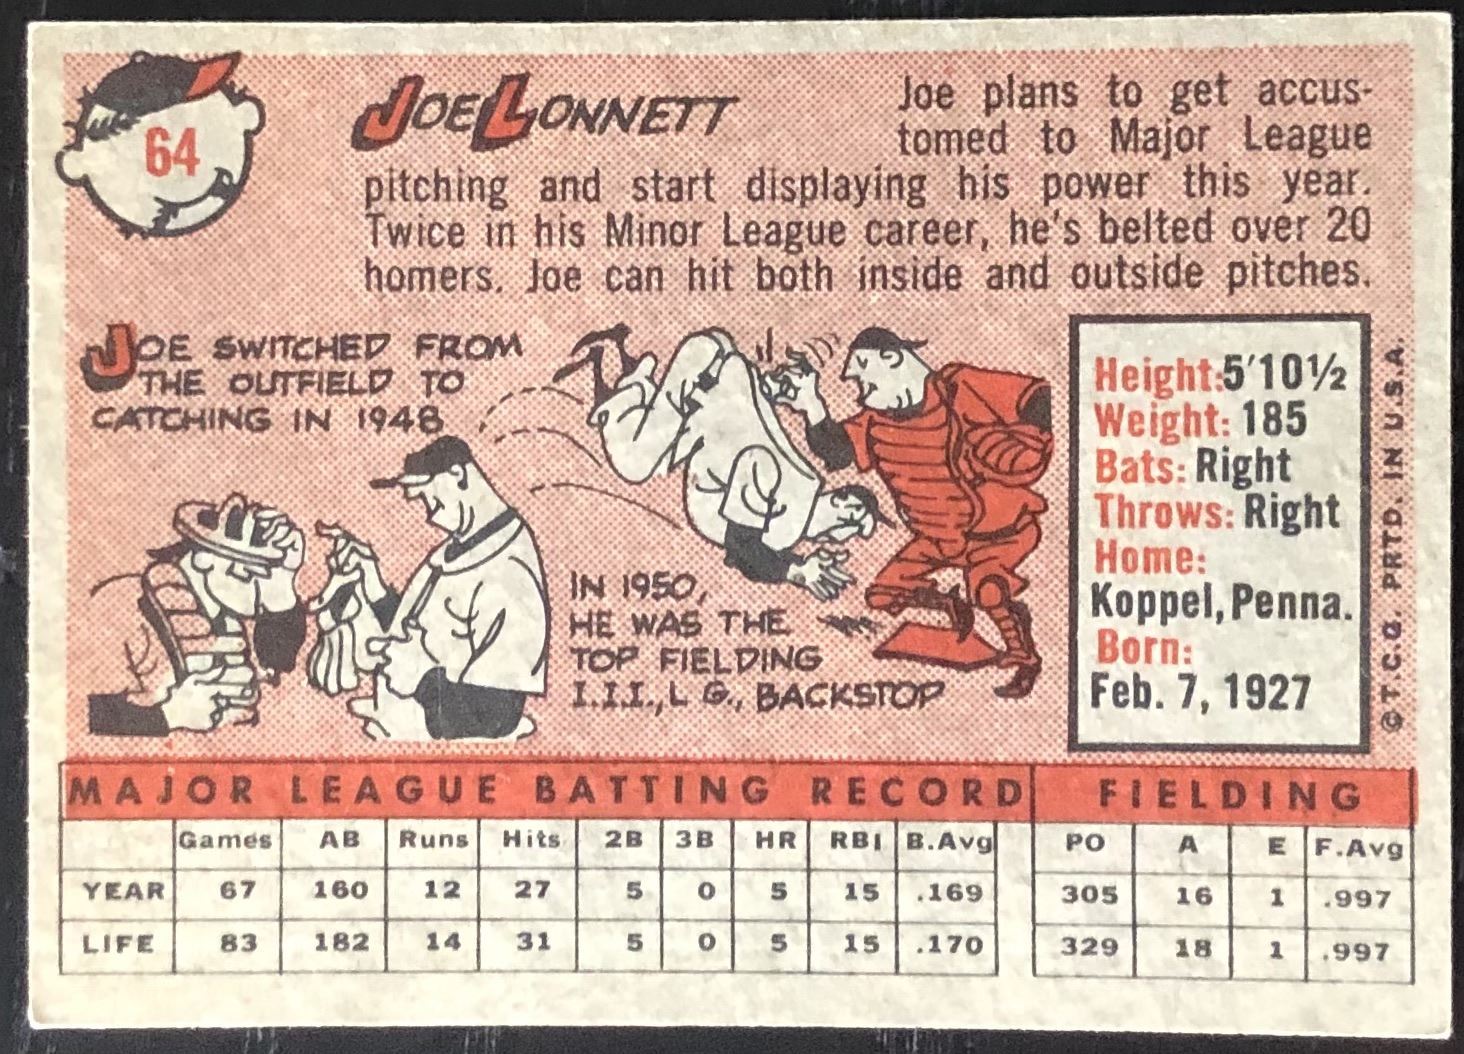 64
JOE LONNETT
Joe plans to get accus-
tomed to Major League
pitching and start displaying his power this year.
Twice in his Minor League career, he's belted over 20
homers. Joe can hit both inside and outside pitches.
JOE SWITCHED FROM
THE OUTFIELD TO
CATCHING IN 1948
IN 1950,
HE WAS THE
TOP FIELDING
I.I.I., L G., BACKSTOP
Height: 5'10½
Weight: 185
Bats: Right
Throws: Right
Home:
Koppel, Penna.
Born:
Feb. 7, 1927
©T.C.G. PRTD. IN U.S.A.
MAJOR LEAGUE BATTING RECORD FIELDING
Games AB Runs Hits 2B 3B HR RBI B.Avg PO A E F.Avg
YEAR 67 160 12 27 5 0 5 15 .169 305 16 1 .997
LIFE 83 182 14 31 5 0 5 15 .170 329 18 1 .997